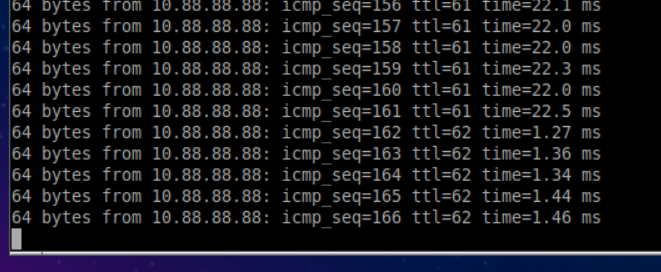 64 bytes from 10.88.88.88: icmp_seq=156 ttl=61 time=22.1 ms
64 bytes from 10.88.88.88: icmp_seq=157 ttl=61 time=22.0 ms
64 bytes from 10.88.88.88: icmp_seq=158 ttl=61 time=22.0 ms
64 bytes from 10.88.88.88: icmp_seq=159 ttl=61 time=22.3 ms
64 bytes from 10.88.88.88: icmp_seq=160 ttl=61 time=22.0 ms
64 bytes from 10.88.88.88: icmp_seq=161 ttl=61 time=22.5 ms
64 bytes from 10.88.88.88: icmp_seq=162 ttl=62 time=1.27 ms
64 bytes from 10.88.88.88: icmp_seq=163 ttl=62 time=1.36 ms
64 bytes from 10.88.88.88: icmp_seq=164 ttl=62 time=1.34 ms
64 bytes from 10.88.88.88: icmp_seq=165 ttl=62 time=1.44 ms
64 bytes from 10.88.88.88: icmp_seq=166 ttl=62 time=1.46 ms